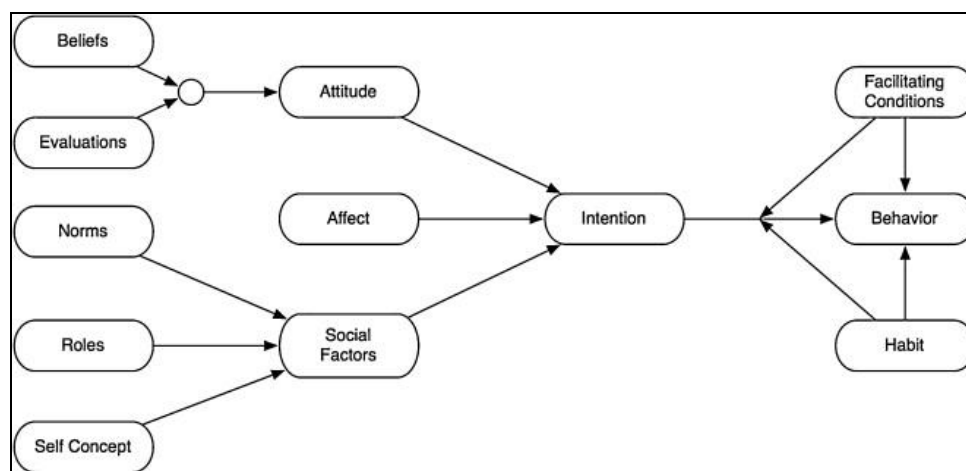 Beliefs
Evaluations
Attitude
Facilitating
Conditions
Norms
Affect
Intention
Behavior
Roles
Social
Factors
Habit
Self Concept